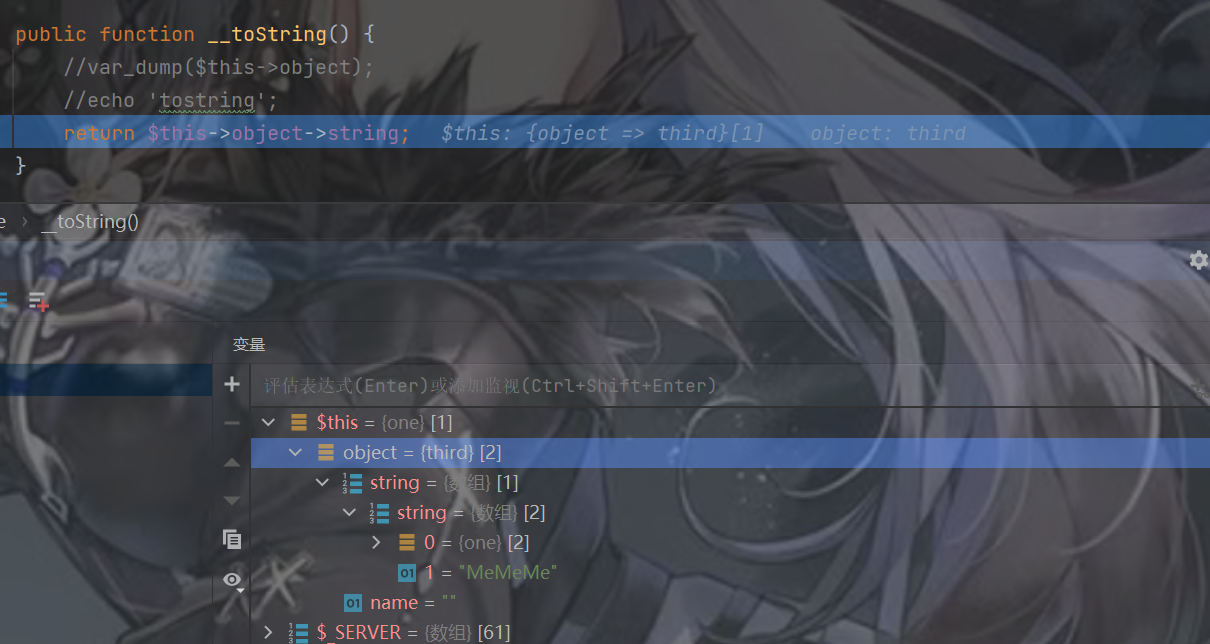 public function __toString() {
//var_dump($this->object);
//echo 'tostring';
return $this->object->string; $this: {object => third}[1] object: third
}
e › __toString()
变量
评估表达式(Enter)或添加监视(Ctrl+Shift+Enter)
$this = {one} [1]
object = {third} [2]
string = {数组} [1]
string = {数组} [2]
0 = {one} [2]
1 = "MeMeMe"
name = ""
$_SERVER = {数组} [61]